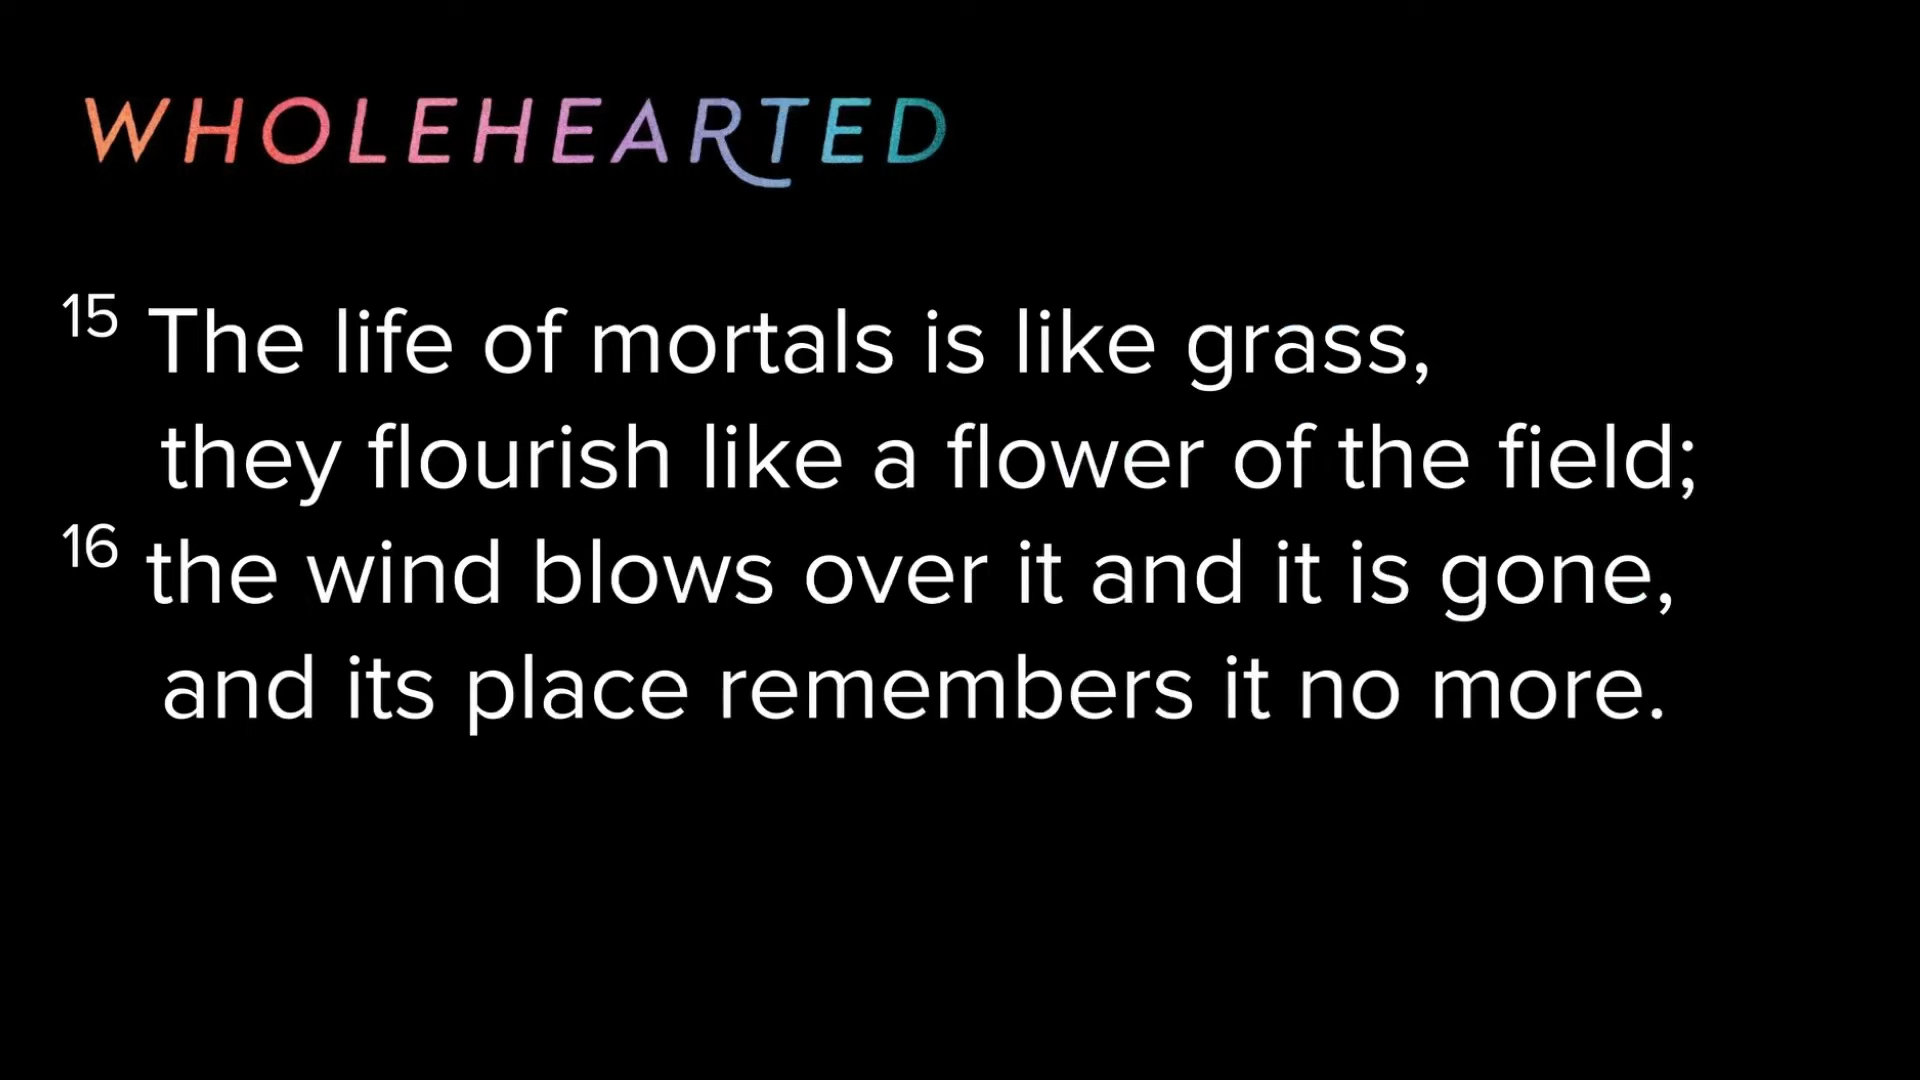 WHOLEHEARTED
15 The life of mortals is like grass,
they flourish like a flower of the field;
16 the wind blows over it and it is gone,
and its place remembers it no more.